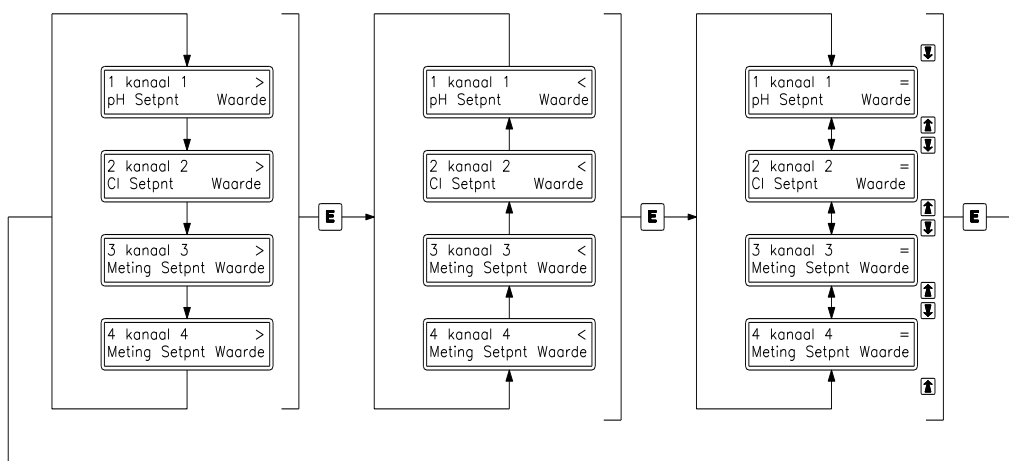 1 kanaal 1 >
pH Setpnt Waarde
2 kanaal 2 >
Cl Setpnt Waarde
3 kanaal 3 >
Meting Setpnt Waarde
4 kanaal 4 >
Meting Setpnt Waarde
E
1 kanaal 1 <
pH Setpnt Waarde
2 kanaal 2 <
Cl Setpnt Waarde
3 kanaal 3 <
Meting Setpnt Waarde
4 kanaal 4 <
Meting Setpnt Waarde
E
1 kanaal 1 =
pH Setpnt Waarde
2 kanaal 2 =
Cl Setpnt Waarde
3 kanaal 3 =
Meting Setpnt Waarde
4 kanaal 4 =
Meting Setpnt Waarde
E